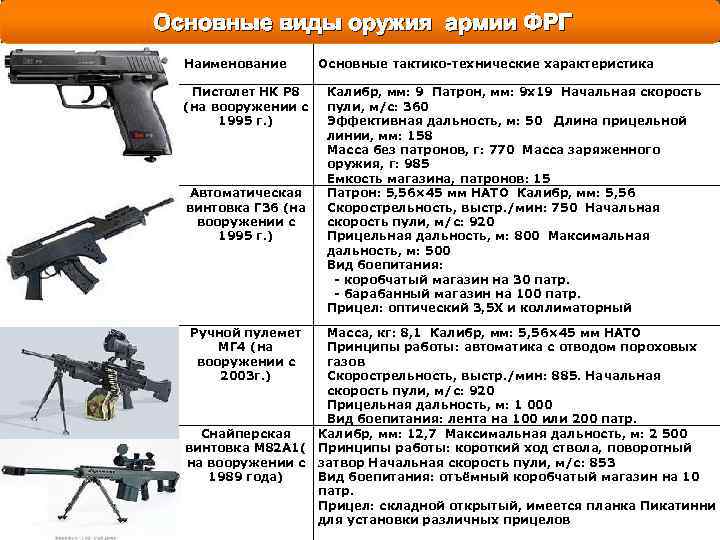 Основные виды оружия армии ФРГ
Наименование
Основные тактико-технические характеристика
Пистолет НК Р8
(на вооружении с
1995 г. )
Калибр, мм: 9 Патрон, мм: 9 х19 Начальная скорость
пули, м/с: 360
Эффективная дальность, м: 50 Длина прицельной
линии, мм: 158
Масса без патронов, г: 770 Масса заряженного
оружия, г: 985
Емкость магазина, патронов: 15
Автоматическая
винтовка Г36 (на
вооружении с
1995 г. )
Патрон: 5,56×45 мм НАТО Калибр, мм: 5,56
Скорострельность, выстр./мин: 750 Начальная
скорость пули, м/с: 920
Прицельная дальность, м: 800 Максимальная
дальность, м: 500
Вид боепитания:
- коробчатый магазин на 30 патр.
- барабанный магазин на 100 патр.
Прицел: оптический 3,5Х и коллиматорный
Ручной пулемет
МГ4 (на
вооружении с
2003г. )
Масса, кг: 8,1 Калибр, мм: 5,56×45 мм НАТО
Принципы работы: автоматика с отводом пороховых
газов
Скорострельность, выстр./мин: 885. Начальная
скорость пули, м/с: 920
Прицельная дальность, м: 1 000
Вид боепитания: лента на 100 или 200 патр.
Снайперская
винтовка М82А1(
на вооружении с
1989 года)
Калибр, мм: 12,7 Максимальная дальность, м: 2 500
Принципы работы: короткий ход ствола, поворотный
затвор Начальная скорость пули, м/с: 853
Вид боепитания: отъёмный коробчатый магазин на 10
патр.
Прицел: складной открытый, имеется планка Пикатинни
для установки различных прицелов